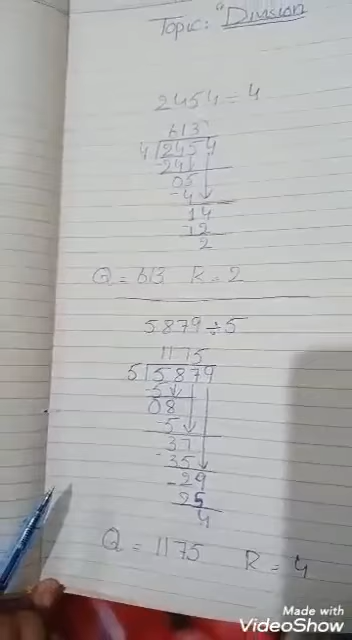 Topic: "Division
2454 ÷ 4
613
4 2454
24
05
-4
14
12
2
Q = 613 R = 2
5879 ÷ 5
1175
5 5879
5
08
-5
37
-35
-29
25
4
Q = 1175 R = 4
Made with
VideoShow